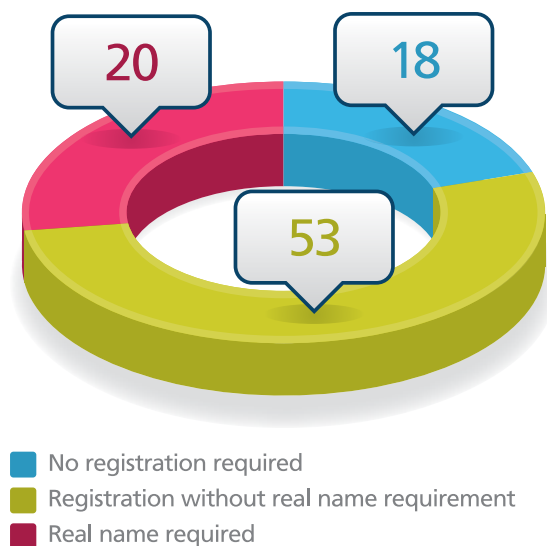 20
18
53
No registration required
Registration without real name requirement
Real name required